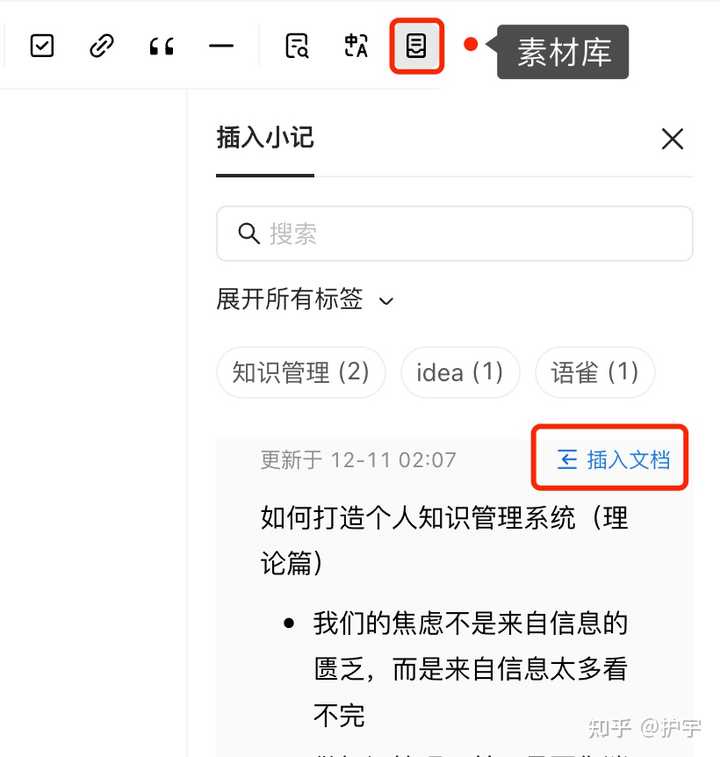 素材库
插入小记
搜索
展开所有标签
知识管理 (2)
idea (1)
语雀 (1)
更新于 12-11 02:07
插入文档
如何打造个人知识管理系统（理
论篇）
• 我们的焦虑不是来自信息的
匮乏，而是来自信息太多看
不完
知乎 @护宇